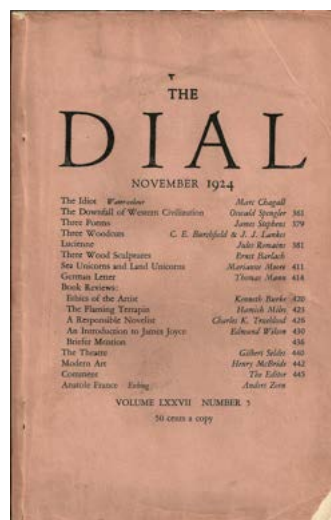 THE
DIAL
NOVEMBER 1924
The Idiot Water-colour Marc Chagall
The Downfall of Western Civilization Oswald Spengler 361
Three Poems James Stephens 379
Three Woodcuts C. E. Burchfield & J. J. Lankes
Lucienne Jules Romains 381
Three Wood Sculptures Ernst Barlach
Sea Unicorns and Land Unicorns Marianne Moore 411
German Letter Thomas Mann 414
Book Reviews:
Ethics of the Artist Kenneth Burke 420
The Flaming Terrapin Hamish Miles 423
A Responsible Novelist Charles K. Trueblood 426
An Introduction to James Joyce Edmund Wilson 430
Briefer Mention 436
The Theatre Gilbert Seldes 440
Modern Art Henry McBride 442
Comment The Editor 445
Anatole France Etching Anders Zorn
VOLUME LXXVII NUMBER 5
50 cents a copy